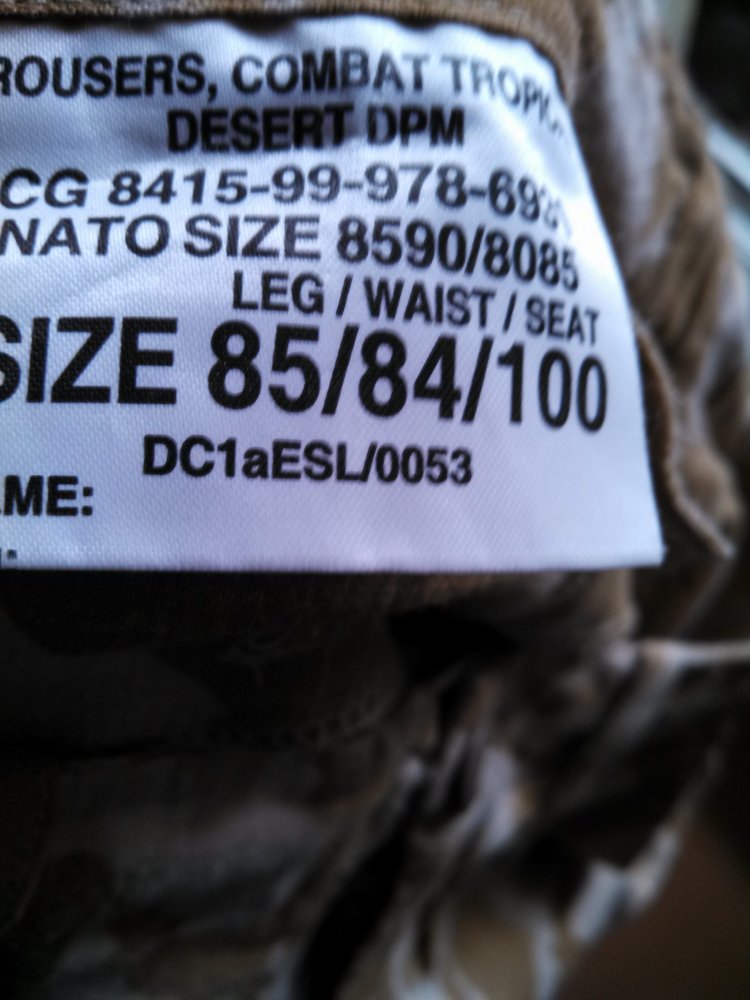 ROUSERS, COMBAT TROPIC
DESERT DPM
CG 8415-99-978-69
NATO SIZE 8590/8085
LEG / WAIST / SEAT
SIZE 85/84/100
DC1aESL/0053
AME: